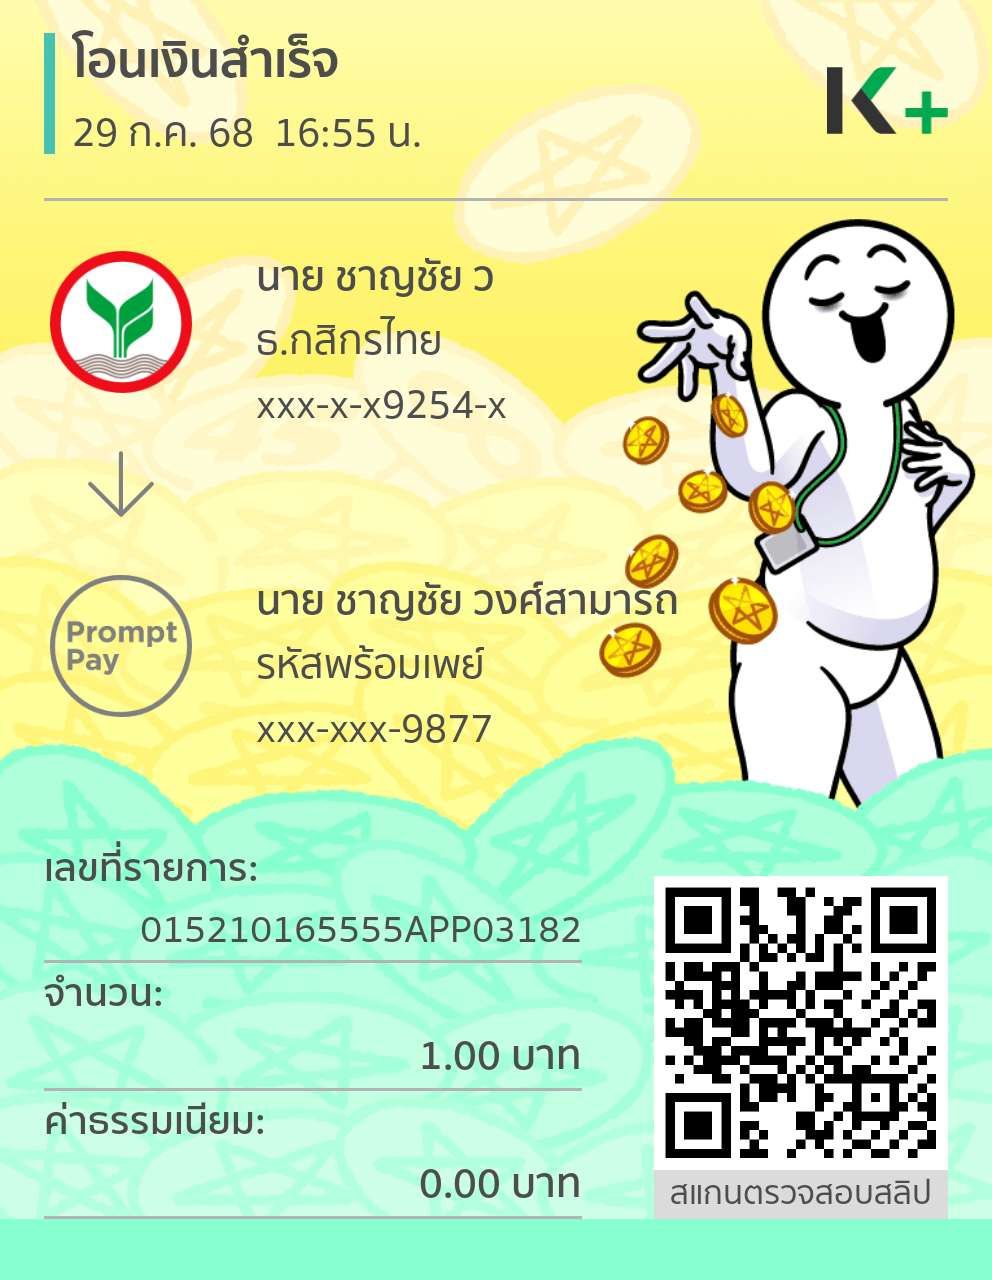 โอนเงินสำเร็จ
29 ก.ค. 68 16:55 น.
K+
นาย ชาญชัย ว
ธ.กสิกรไทย
xxx-x-x9254-x
Prompt
Pay
นาย ชาญชัย วงศ์สามารถ
รหัสพร้อมเพย์
xxx-xxx-9877
เลขที่รายการ:
015210165555APP03182
จำนวน:
1.00 บาท
ค่าธรรมเนียม:
0.00 บาท
สแกนตรวจสอบสลิป